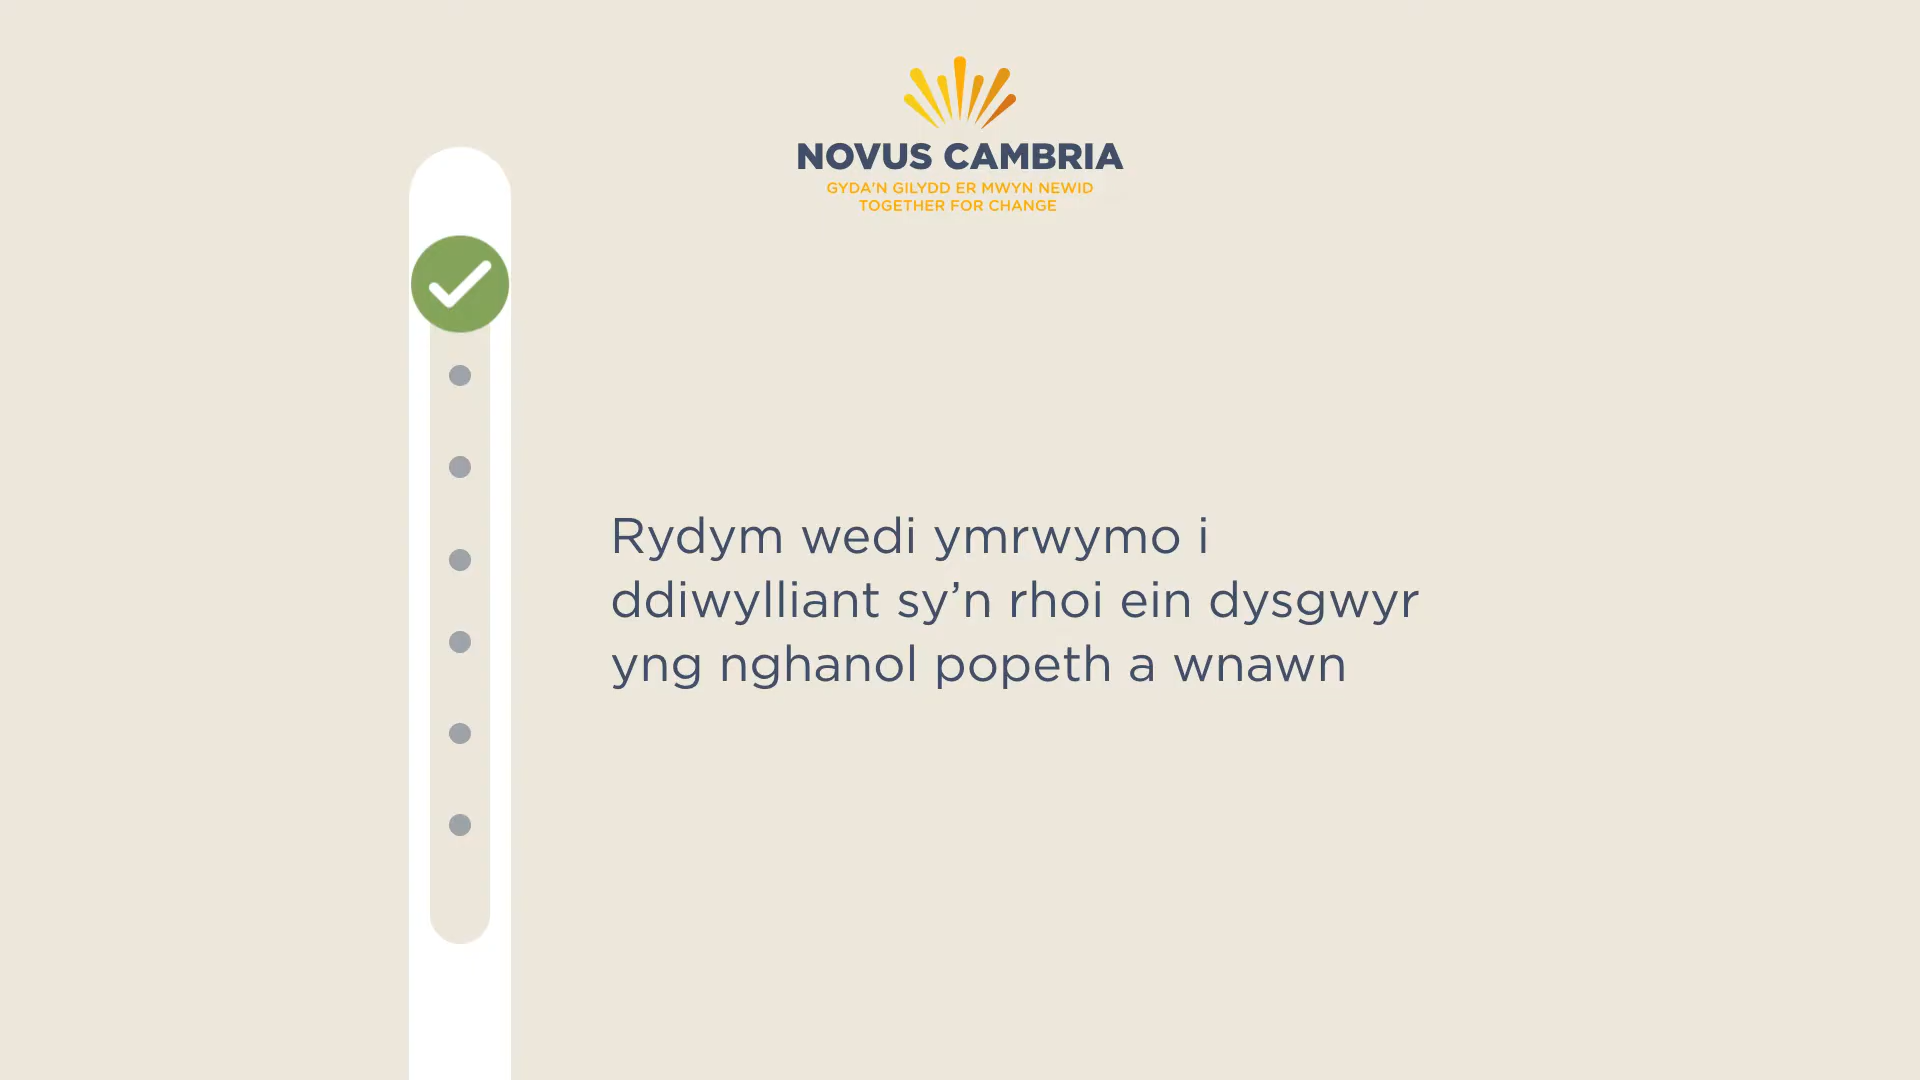 NOVUS CAMBRIA
GYDA'N GILYDD ER MWYN NEWID
TOGETHER FOR CHANGE
Rydym wedi ymrwymo i
ddiwylliant sy’n rhoi ein dysgwyr
yng nghanol popeth a wnawn